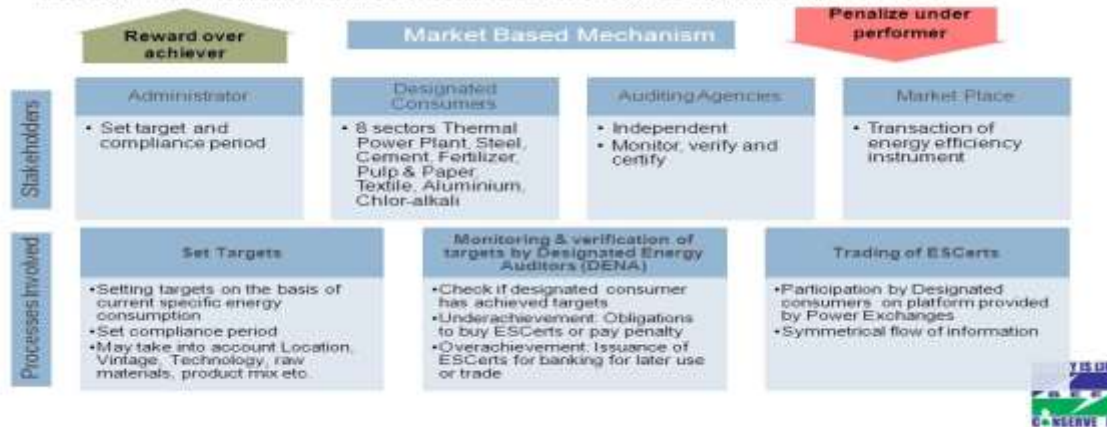 Reward over
achiever
Market Based Mechanism
Penalize under
performer
Stakeholders
Administrator
• Set target and
compliance period
Designated
Consumers
• 8 sectors Thermal
Power Plant, Steel,
Cement, Fertilizer,
Pulp & Paper,
Textile, Aluminium,
Chlor-alkali
Auditing Agencies
• Independent
• Monitor, verify and
certify
Market Place
• Transaction of
energy efficiency
instrument
Processes Involved
Set Targets
•Setting targets on the basis of
current specific energy
consumption
•Set compliance period
•May take into account Location,
Vintage, Technology, raw
materials, product mix etc.
Monitoring & verification of
targets by Designated Energy
Auditors (DENA)
•Check if designated consumer
has achieved targets
•Underachievement: Obligations
to buy ESCerts or pay penalty
•Overachievement: Issuance of
ESCerts for banking for later use
or trade
Trading of ESCerts
•Participation by Designated
consumers on platform provided
by Power Exchanges
•Symmetrical flow of information
Y IS LI
CONSERVE